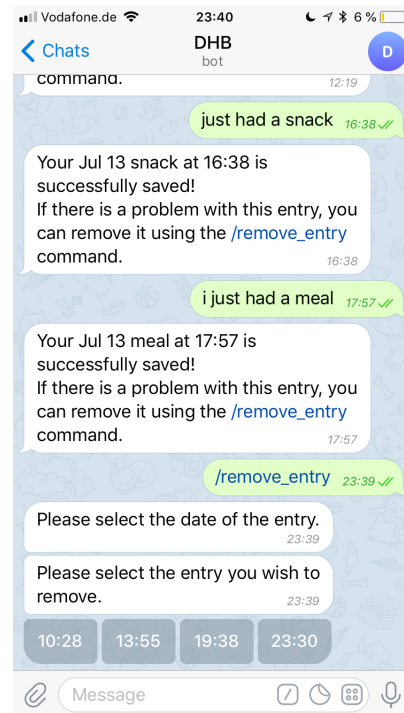 Vodafone.de 23:40 6 %
Chats DHB D
bot
command. 12:19
just had a snack 16:38
Your Jul 13 snack at 16:38 is
successfully saved!
If there is a problem with this entry, you
can remove it using the /remove_entry
command. 16:38
i just had a meal 17:57
Your Jul 13 meal at 17:57 is
successfully saved!
If there is a problem with this entry, you
can remove it using the /remove_entry
command. 17:57
/remove_entry 23:39
Please select the date of the entry.
23:39
Please select the entry you wish to
remove. 23:39
10:28 13:55 19:38 23:30
Message